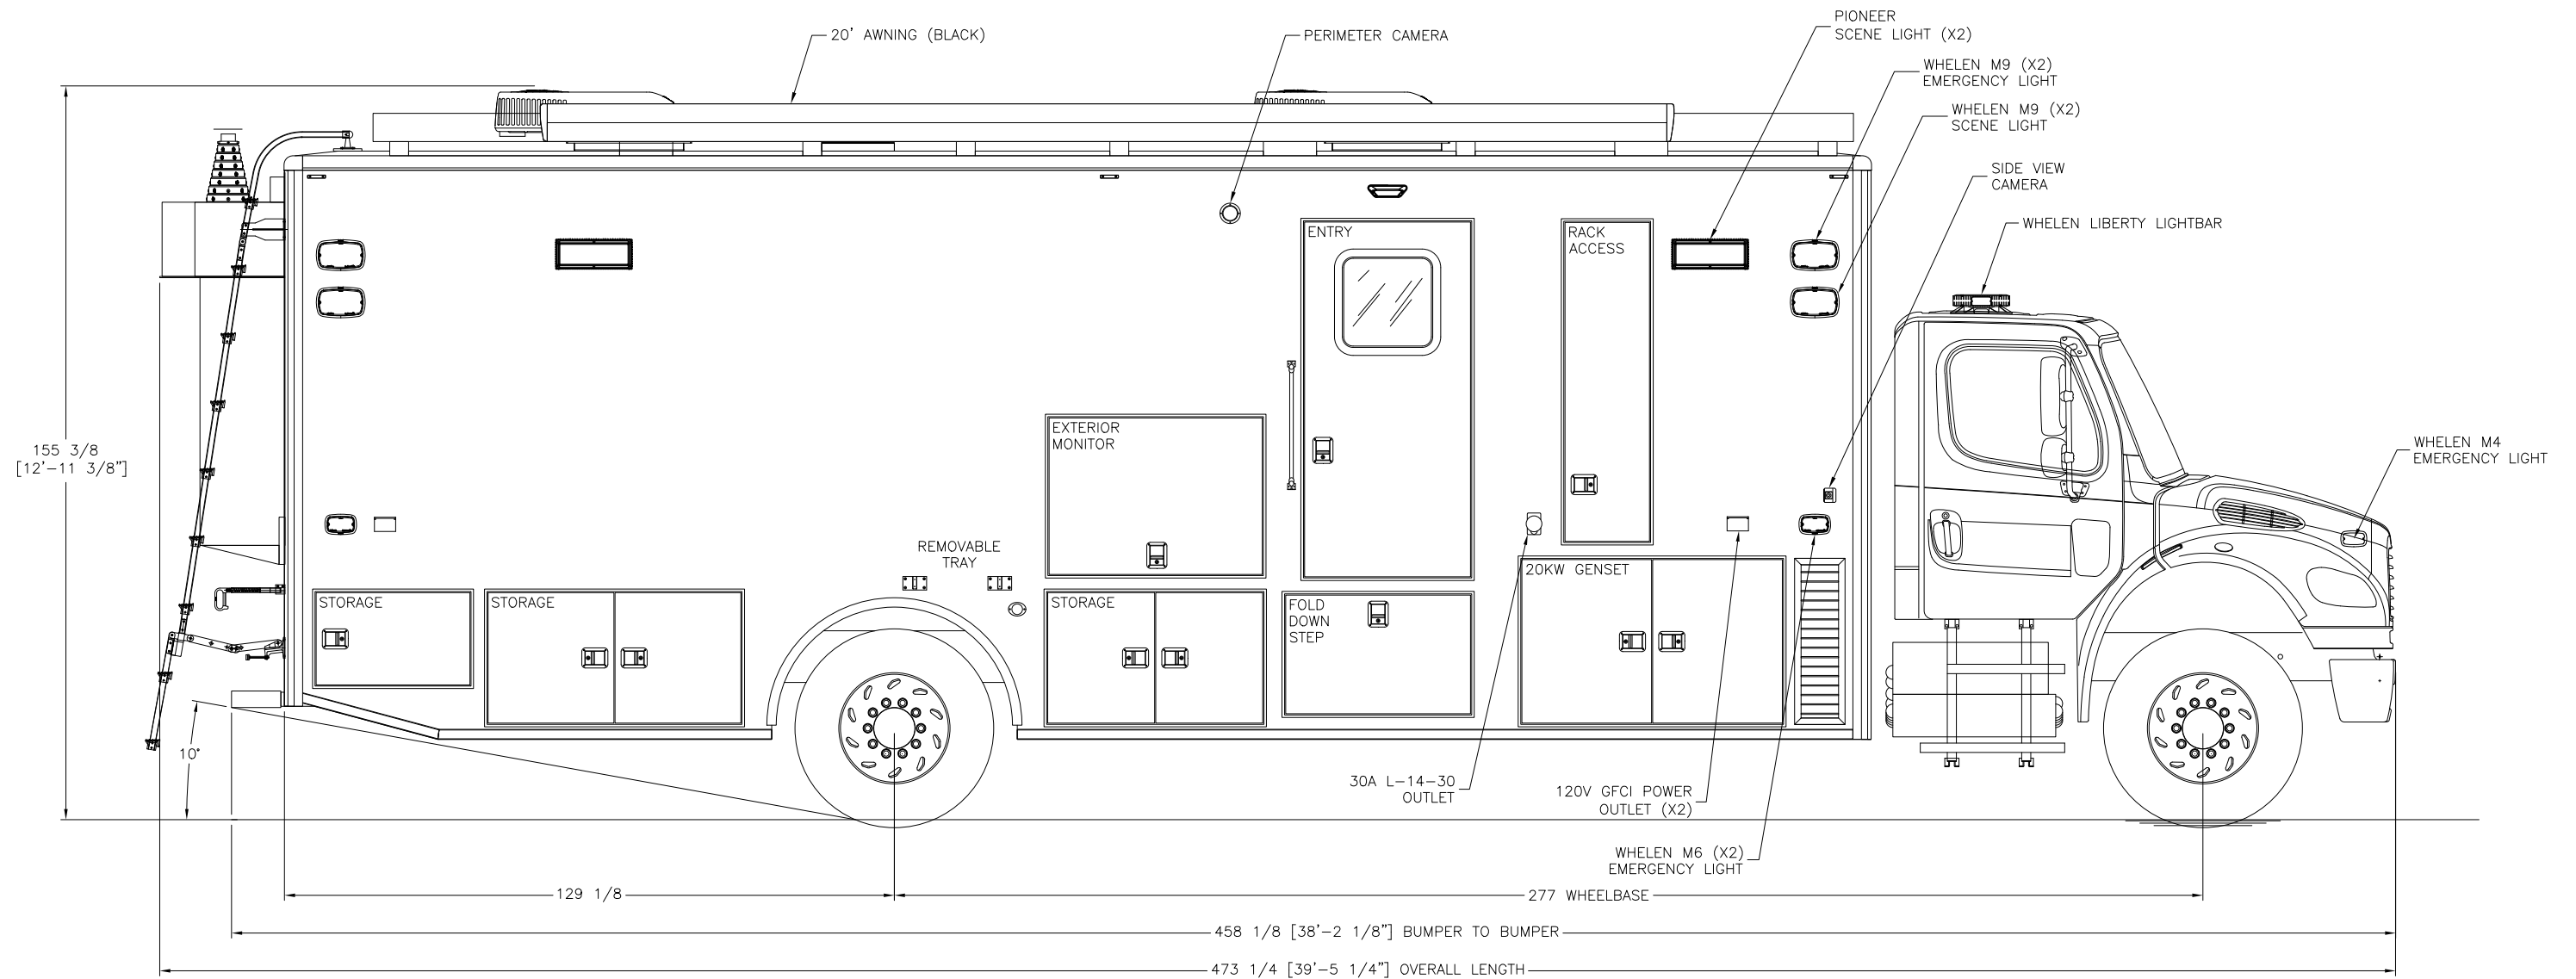 20' AWNING (BLACK)
PERIMETER CAMERA
PIONEER
SCENE LIGHT (X2)
WHELEN M9 (X2)
EMERGENCY LIGHT
WHELEN M9 (X2)
SCENE LIGHT
SIDE VIEW
CAMERA
WHELEN LIBERTY LIGHTBAR
ENTRY
RACK
ACCESS
EXTERIOR
MONITOR
155 3/8
[12'-11 3/8"]
WHELEN M4
EMERGENCY LIGHT
REMOVABLE
TRAY
20KW GENSET
STORAGE
STORAGE
STORAGE
FOLD
DOWN
STEP
10°
30A L-14-30
OUTLET
120V GFCI POWER
OUTLET (X2)
WHELEN M6 (X2)
EMERGENCY LIGHT
129 1/8
277 WHEELBASE
458 1/8 [38'-2 1/8"] BUMPER TO BUMPER
473 1/4 [39'-5 1/4"] OVERALL LENGTH